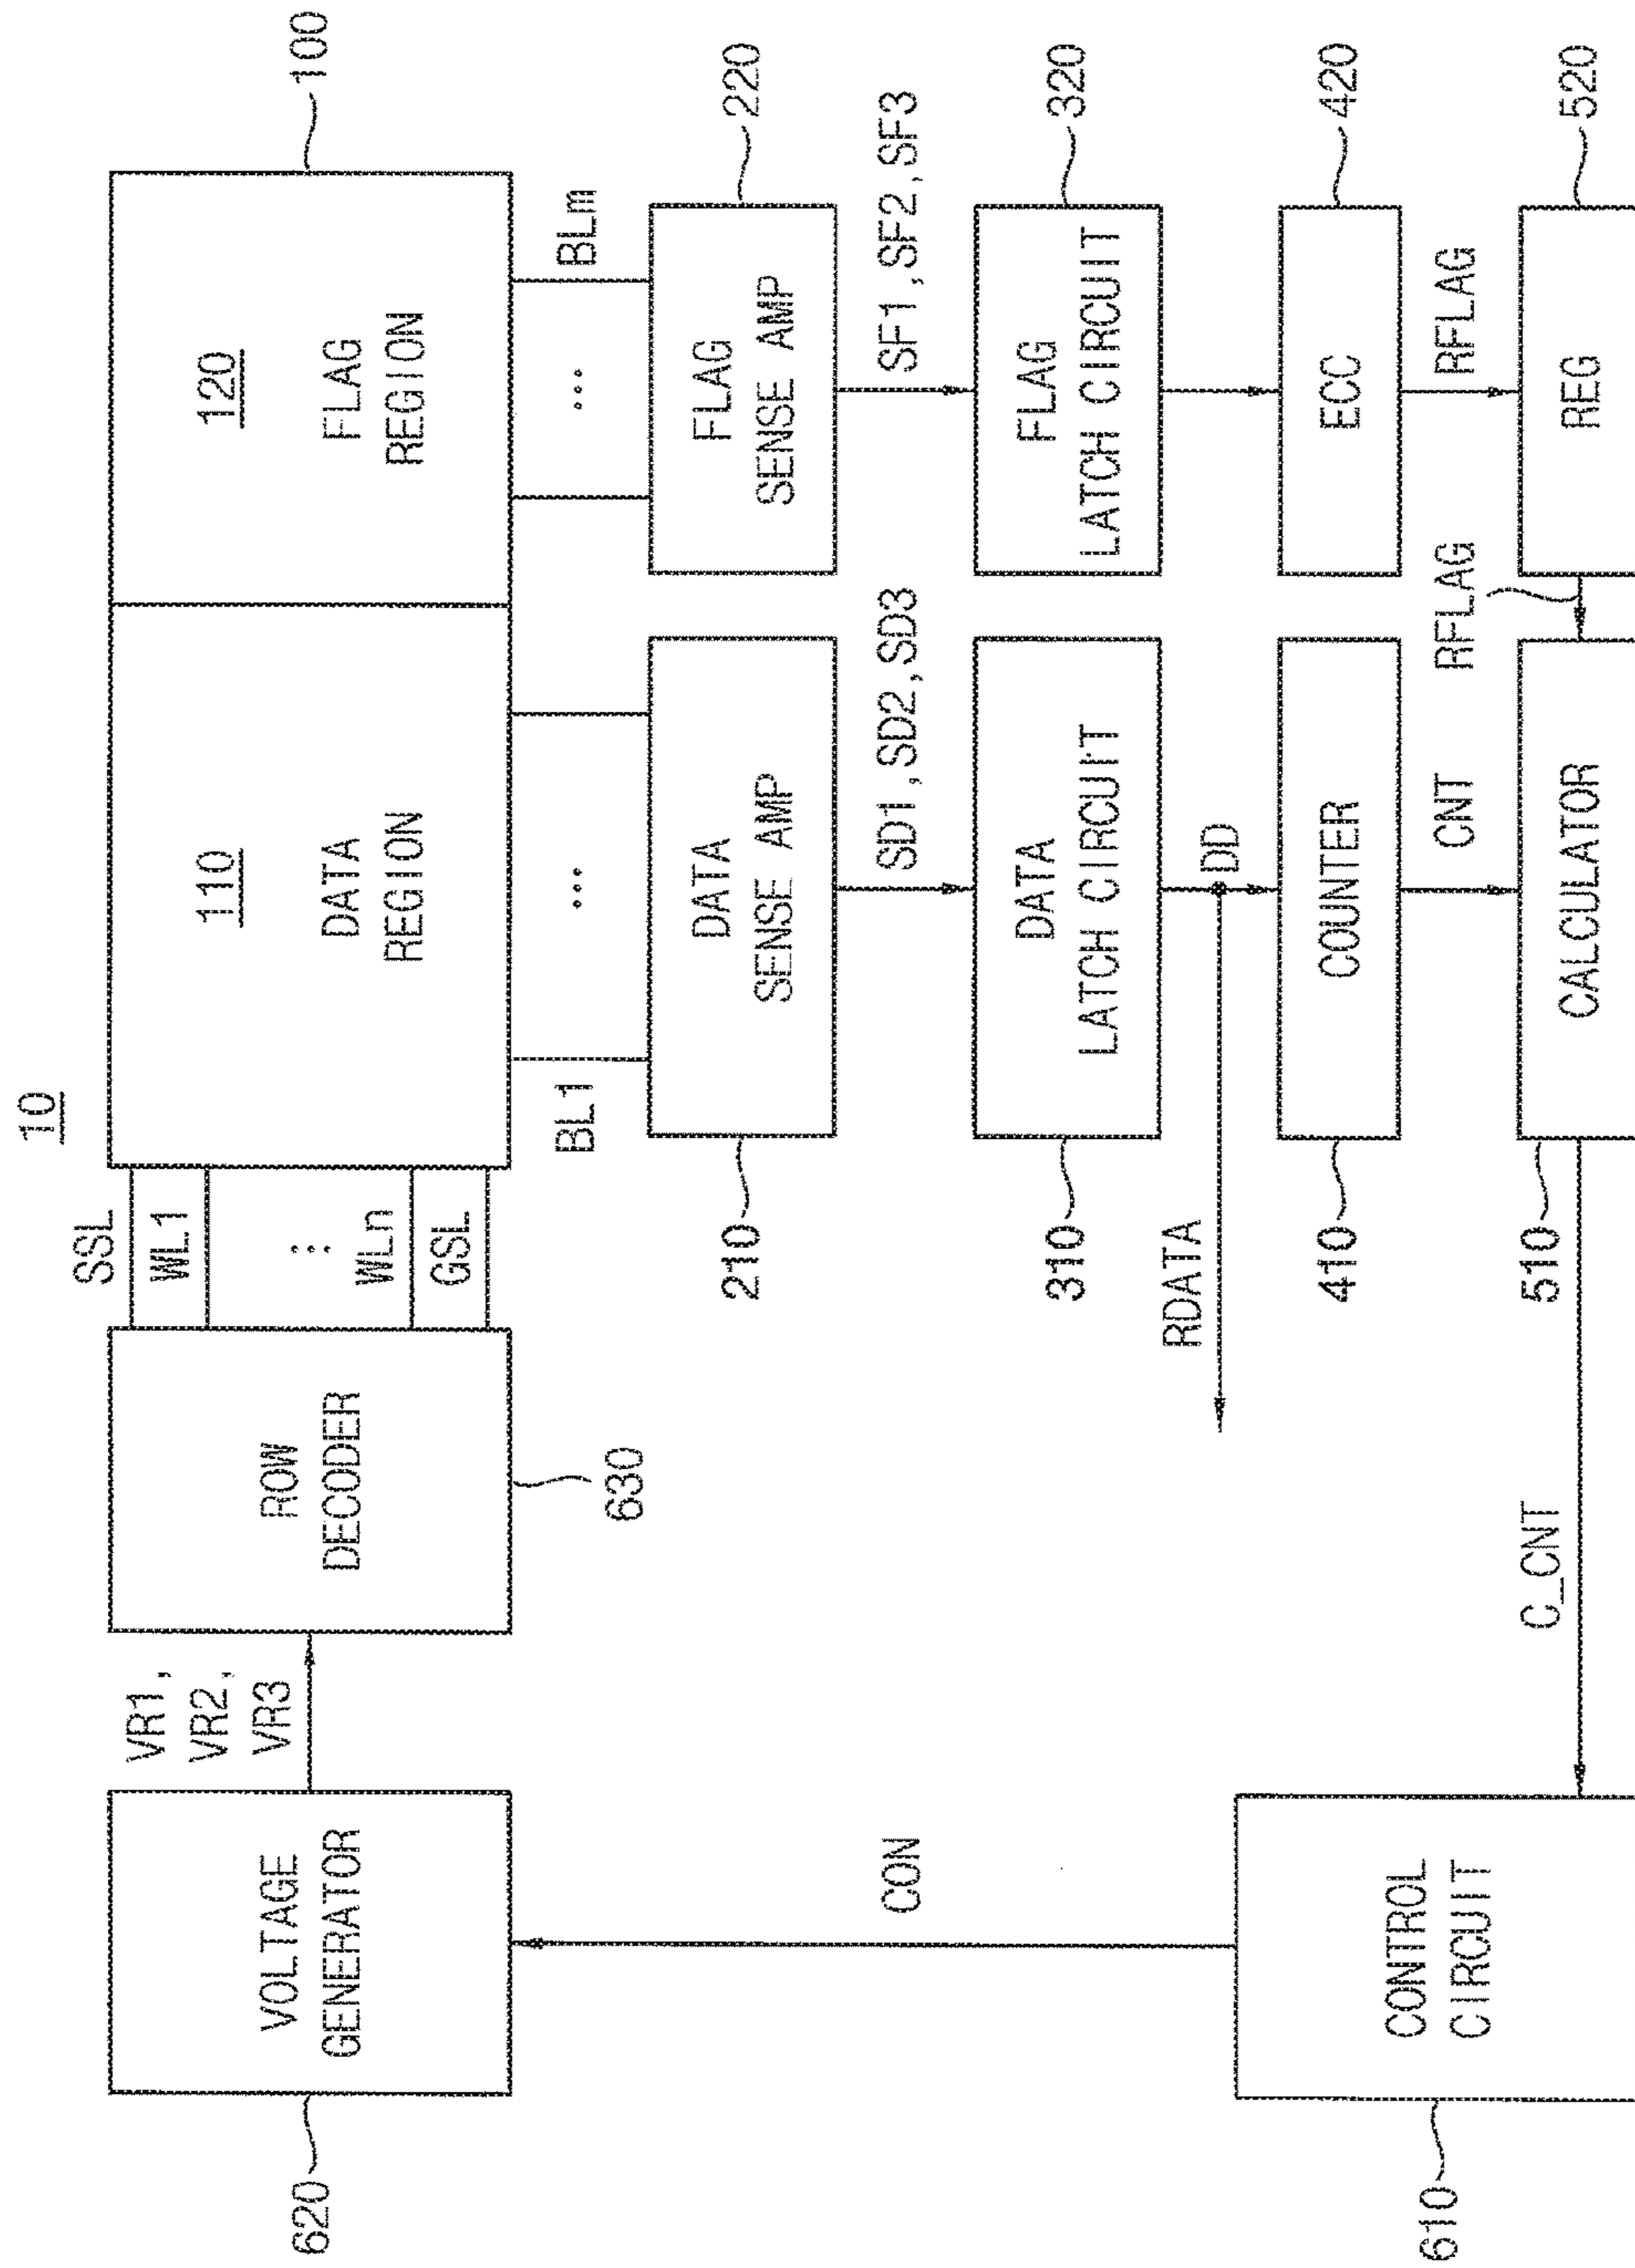 10
620
VOLTAGE
GENERATOR
VR1,
VR2,
VR3
ROW
DECODER
630
SSL
WL1
⋮
WLn
GSL
110
DATA
REGION
120
FLAG
REGION
100
BL1
...
...
BLm
210
DATA
SENSE AMP
FLAG
SENSE AMP
220
SD1,SD2,SD3
SF1,SF2,SF3
310
DATA
LATCH CIRCUIT
FLAG
LATCH CIRCUIT
320
CON
RDATA
DD
410
COUNTER
ECC
420
CNT
RFLAG
RFLAG
610
CONTROL
CIRCUIT
C_CNT
510
CALCULATOR
REG
520